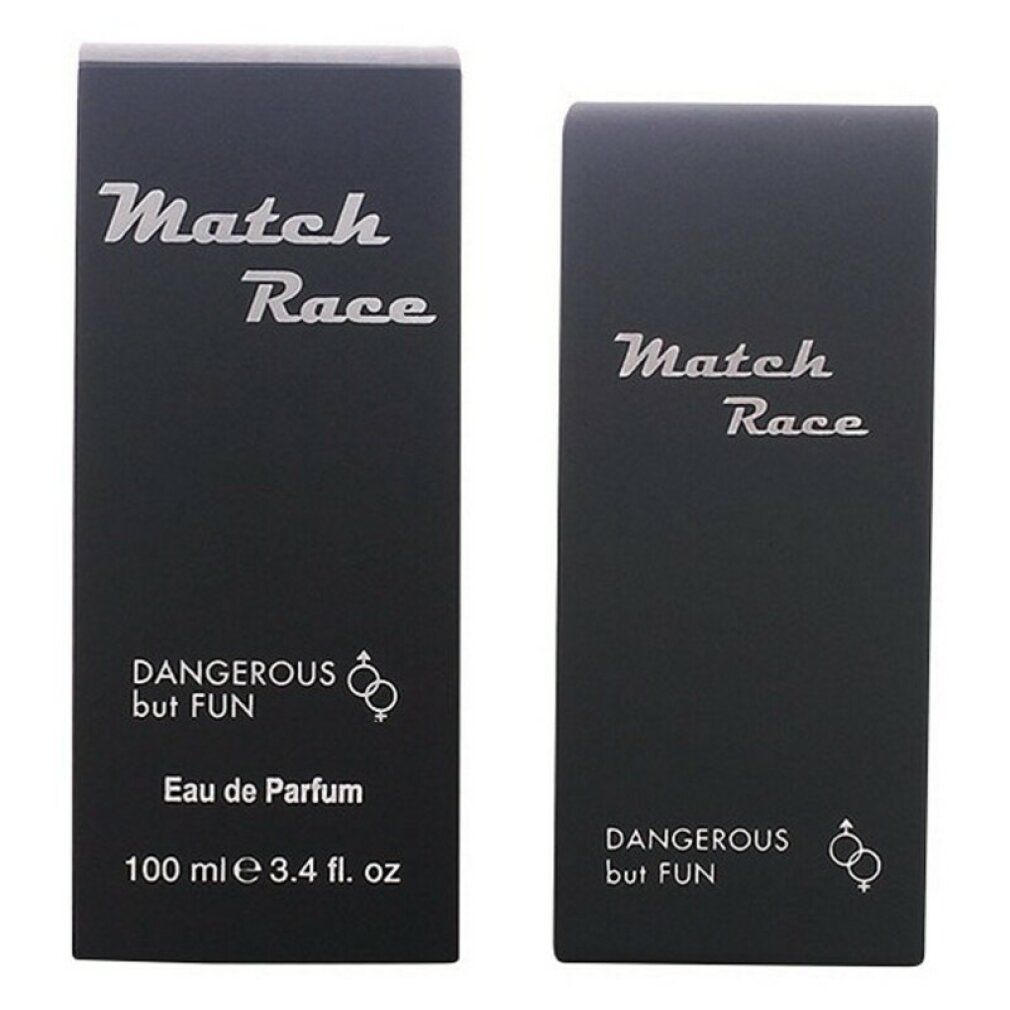 Match
Race
DANGEROUS
but FUN
Eau de Parfum
100 ml ℮ 3.4 fl. oz
Match
Race
DANGEROUS
but FUN